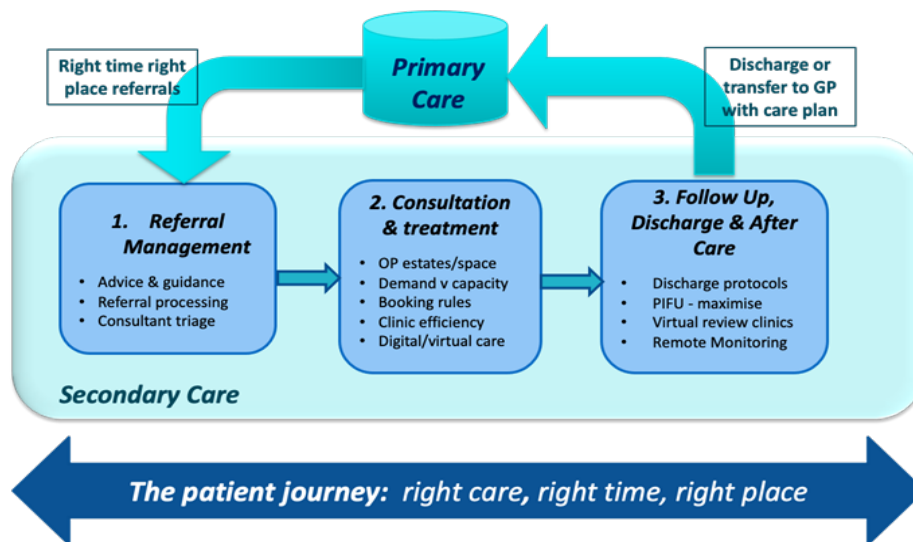 Right time right
place referrals
Primary
Care
Discharge or
transfer to GP
with care plan
1. Referral
Management
• Advice & guidance
• Referral processing
• Consultant triage
2. Consultation
& treatment
• OP estates/space
• Demand v capacity
• Booking rules
• Clinic efficiency
• Digital/virtual care
3. Follow Up,
Discharge & After
Care
• Discharge protocols
• PIFU - maximise
• Virtual review clinics
• Remote Monitoring
Secondary Care
The patient journey: right care, right time, right place